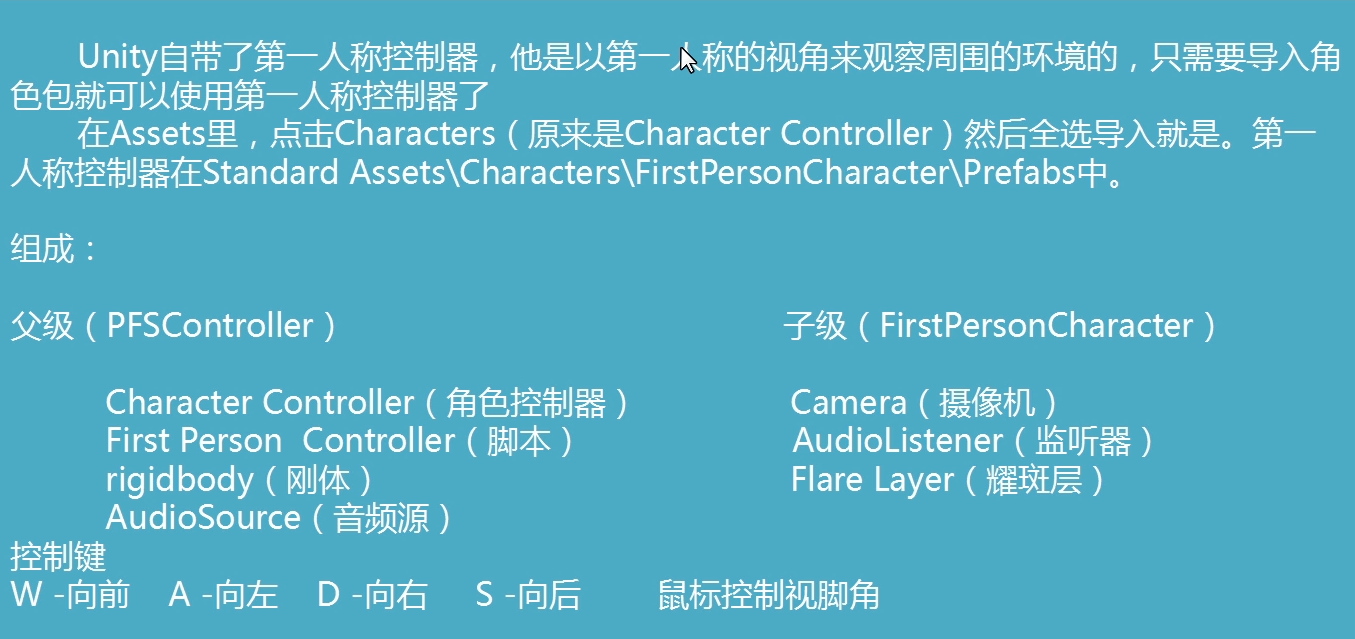 Unity自带了第一人称控制器，他是以第一人称的视角来观察周围的环境的，只需要导入角
色包就可以使用第一人称控制器了
在Assets里，点击Characters（原来是Character Controller）然后全选导入就是。第一
人称控制器在Standard Assets\Characters\FirstPersonCharacter\Prefabs中。
组成：
父级（PFSController） 子级（FirstPersonCharacter）
Character Controller（角色控制器） Camera（摄像机）
First Person Controller（脚本） AudioListener（监听器）
rigidbody（刚体） Flare Layer（耀斑层）
AudioSource（音频源）
控制键
W -向前 A -向左 D -向右 S -向后 鼠标控制视脚角